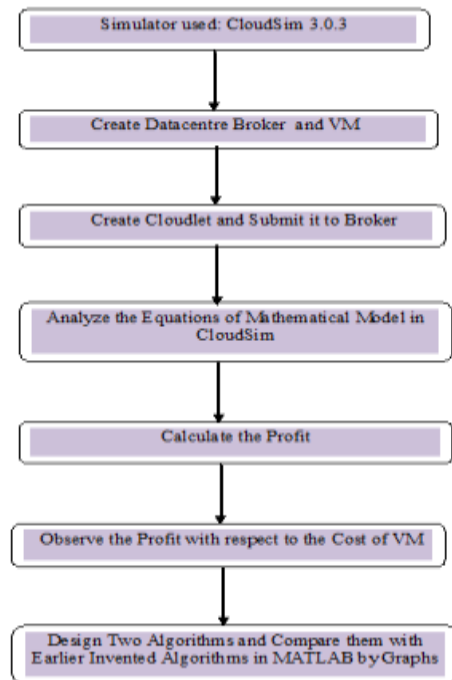 Simulator used: CloudSim 3.0.3
Create Datacentre Broker and VM
Create Cloudlet and Submit it to Broker
Analyze the Equations of Mathematical Model in
CloudSim
Calculate the Profit
Observe the Profit with respect to the Cost of VM
Design Two Algorithms and Compare them with
Earlier Invented Algorithms in MATLAB by Graphs